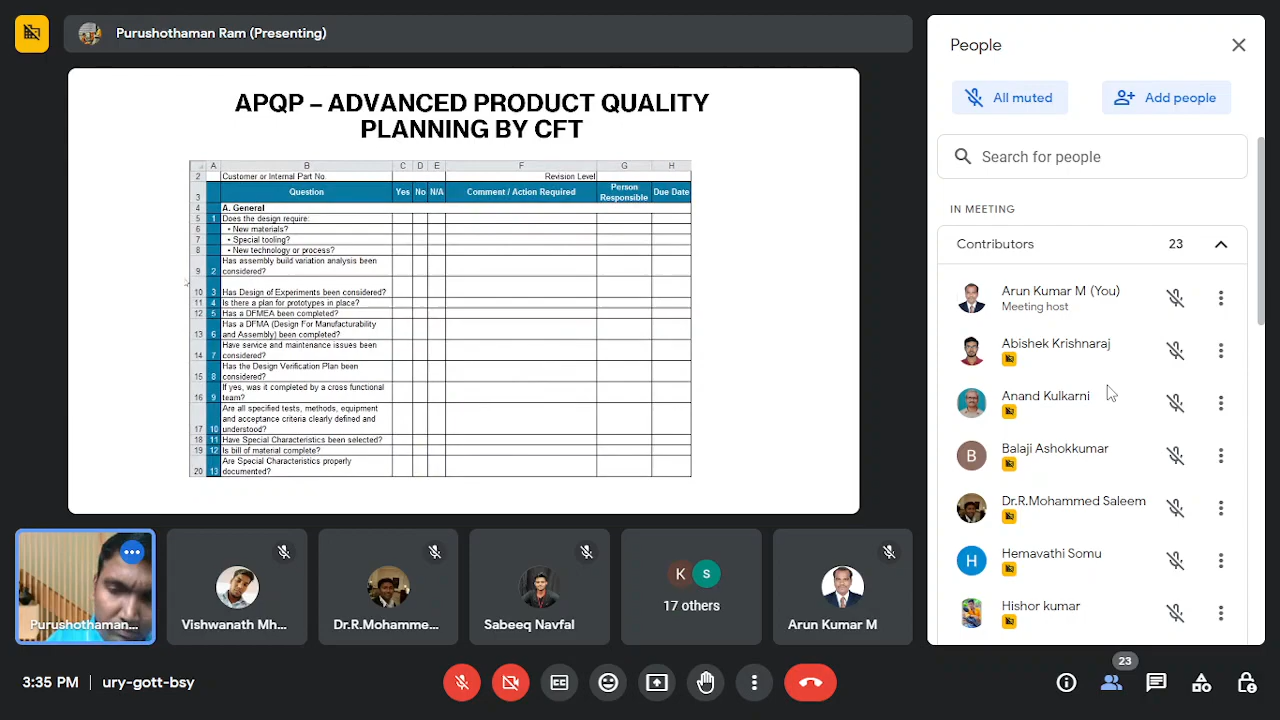 Purushothaman Ram (Presenting)
APQP – ADVANCED PRODUCT QUALITY
PLANNING BY CFT
A B C D E F G H
2 Customer or Internal Part No. Revision Level
3 Question Yes No N/A Comment / Action Required Person Responsible Due Date
4 A. General
5 1 Does the design require:
6 • New materials?
7 • Special tooling?
8 • New technology or process?
Has assembly build variation analysis been
9 2 considered?
10 3 Has Design of Experiments been considered?
11 4 Is there a plan for prototypes in place?
12 5 Has a DFMEA been completed?
Has a DFMA (Design For Manufacturability
13 6 and Assembly) been completed?
Have service and maintenance issues been
14 7 considered?
Has the Design Verification Plan been
15 8 considered?
If yes, was it completed by a cross functional
16 9 team?
Are all specified tests, methods, equipment
and acceptance criteria clearly defined and
17 10 understood?
18 11 Have Special Characteristics been selected?
19 12 Is bill of material complete?
Are Special Characteristics properly
20 13 documented?
Purushothaman...
Vishwanath Mh...
Dr.R.Mohamme...
Sabeeq Navfal
K S
17 others
Arun Kumar M
People
All muted
Add people
Search for people
IN MEETING
Contributors 23
Arun Kumar M (You)
Meeting host
Abishek Krishnaraj
Anand Kulkarni
B Balaji Ashokkumar
Dr.R.Mohammed Saleem
H Hemavathi Somu
Hishor kumar
3:35 PM | ury-gott-bsy
23